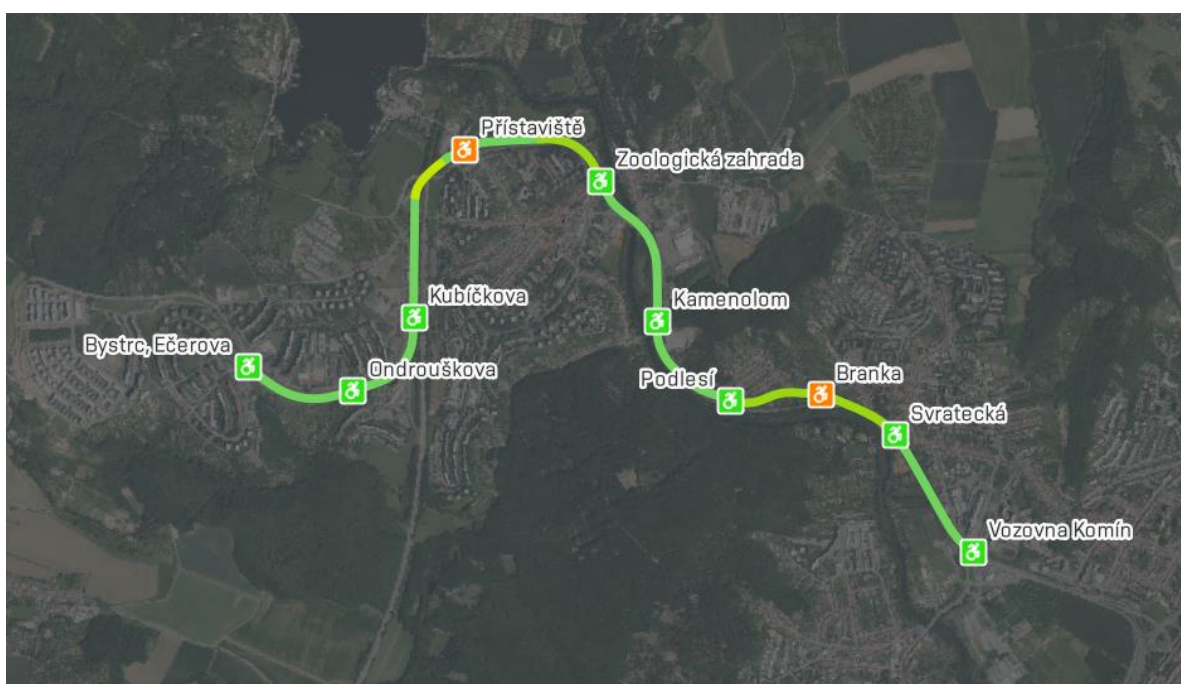 Přístaviště
Zoologická zahrada
Kubíčkova
Kamenolom
Bystrc, Ečerova
Ondrouškova
Podlesí
Branka
Svratecká
Vozovna Komín